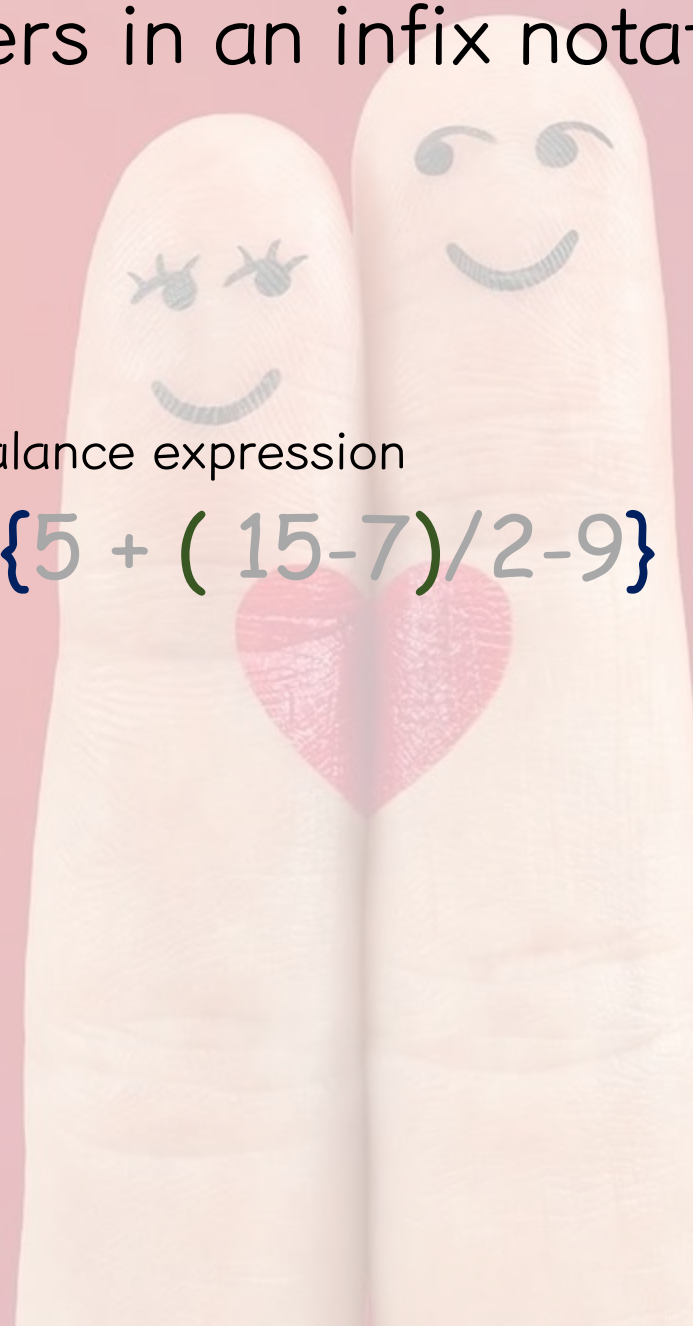 ers in an infix notat
alance expression
{5 + ( 15-7)/2-9}